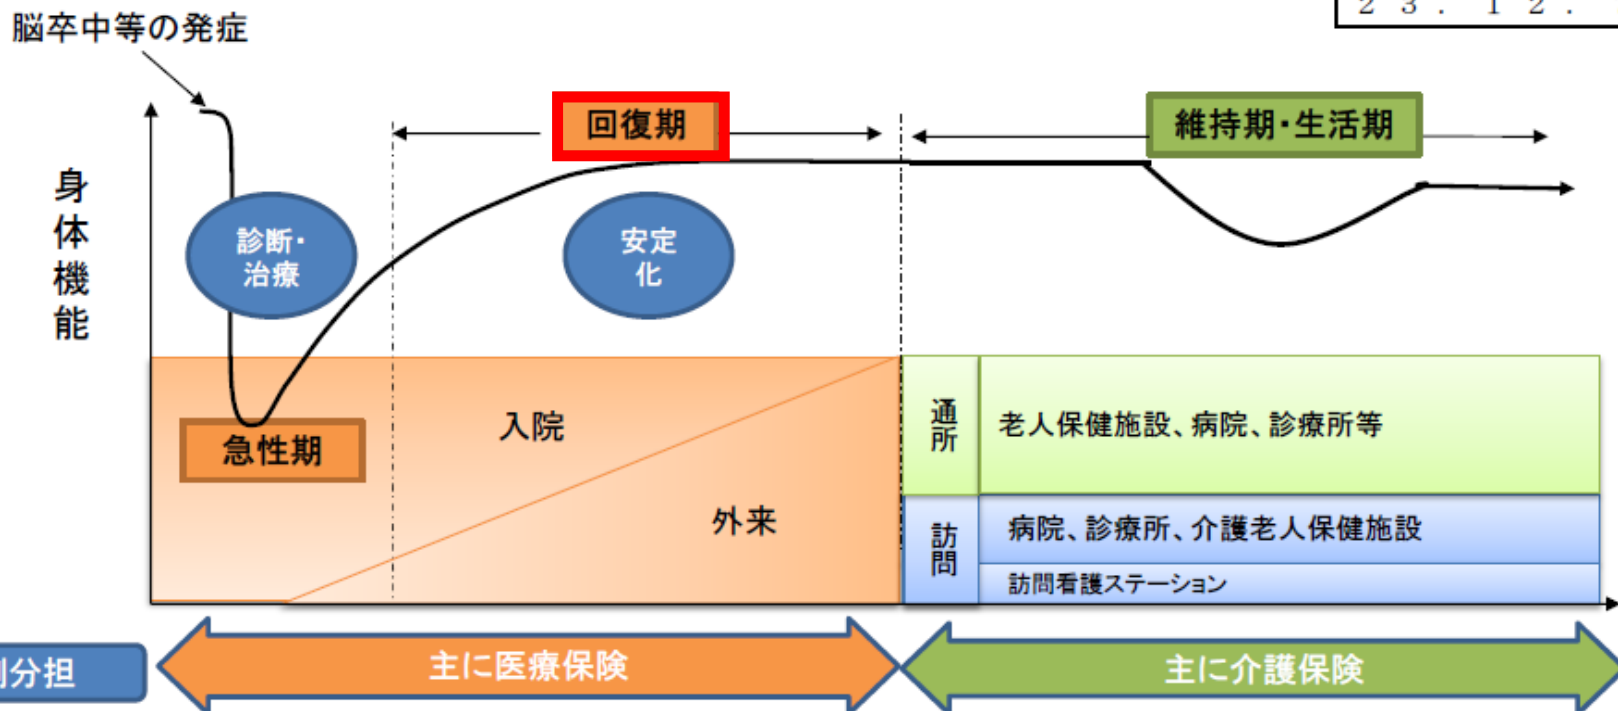 ２３．１２．
脳卒中等の発症
回復期
維持期・生活期
身体機能
診断・
治療
安定
化
急性期
入院
外来
通所
老人保健施設、病院、診療所等
訪問
病院、診療所、介護老人保健施設
訪問看護ステーション
分担
主に医療保険
主に介護保険